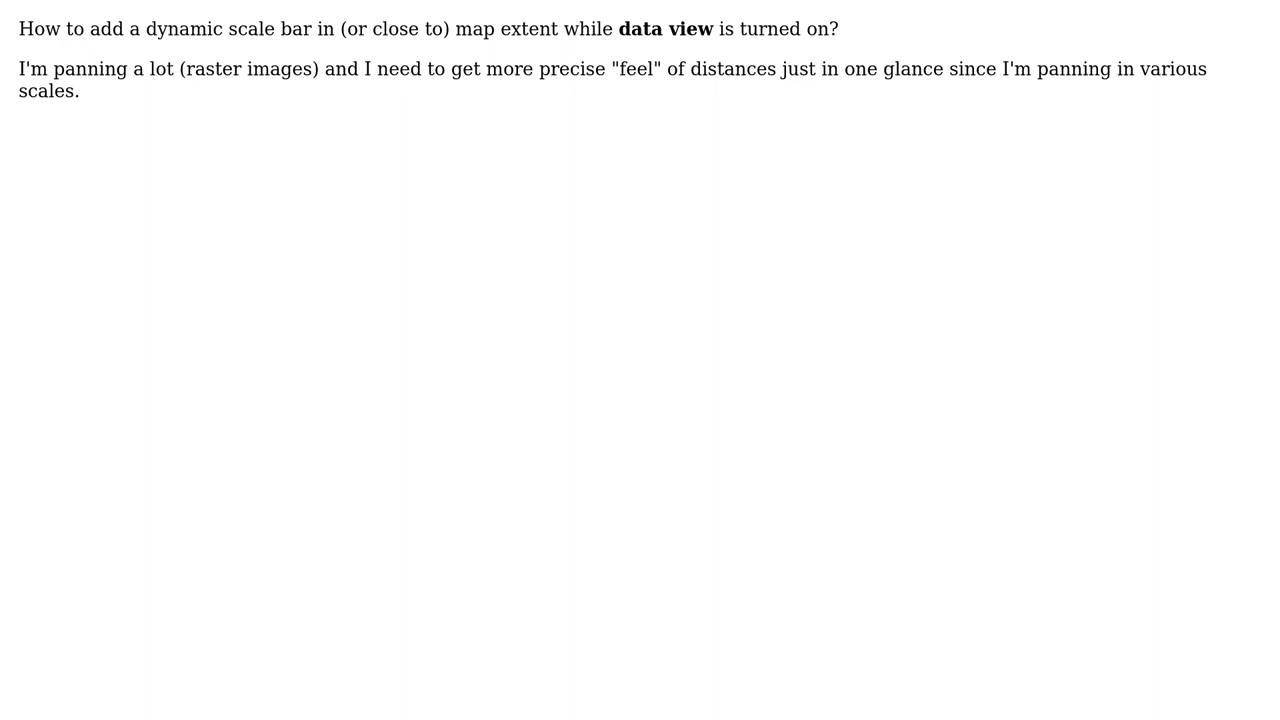 How to add a dynamic scale bar in (or close to) map extent while data view is turned on?
I'm panning a lot (raster images) and I need to get more precise "feel" of distances just in one glance since I'm panning in various
scales.